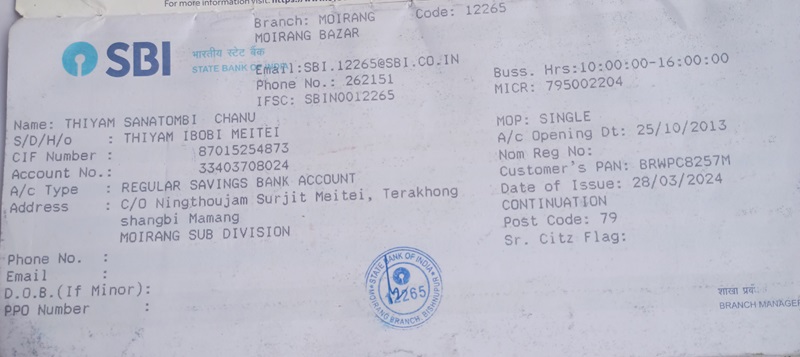 For more information visit: https://
Branch: MOIRANG Code: 12265
MOIRANG BAZAR
SBI भारतीय स्टेट बैंक
STATE BANK OF INDIA
Email:SBI.12265@SBI.CO.IN
Phone No.: 262151
IFSC: SBIN0012265
Buss. Hrs:10:00:00-16:00:00
MICR: 795002204
Name: THIYAM SANATOMBI CHANU
S/D/H/o : THIYAM IBOBI MEITEI
CIF Number : 87015254873
Account No.: 33403708024
A/c Type : REGULAR SAVINGS BANK ACCOUNT
Address : C/O Ningthoujam Surjit Meitei, Terakhong
shangbi Mamang
MOIRANG SUB DIVISION
MOP: SINGLE
A/c Opening Dt: 25/10/2013
Nom Reg No:
Customer's PAN: BRWPC8257M
Date of Issue: 28/03/2024
CONTINUATION
Post Code: 79
Sr. Citz Flag:
Phone No. :
Email :
D.O.B.(If Minor):
PPO Number :
STATE BANK OF INDIA
12265
MOIRANG BRANCH, BISHNUPUR
शाखा प्रबं
BRANCH MANAGER